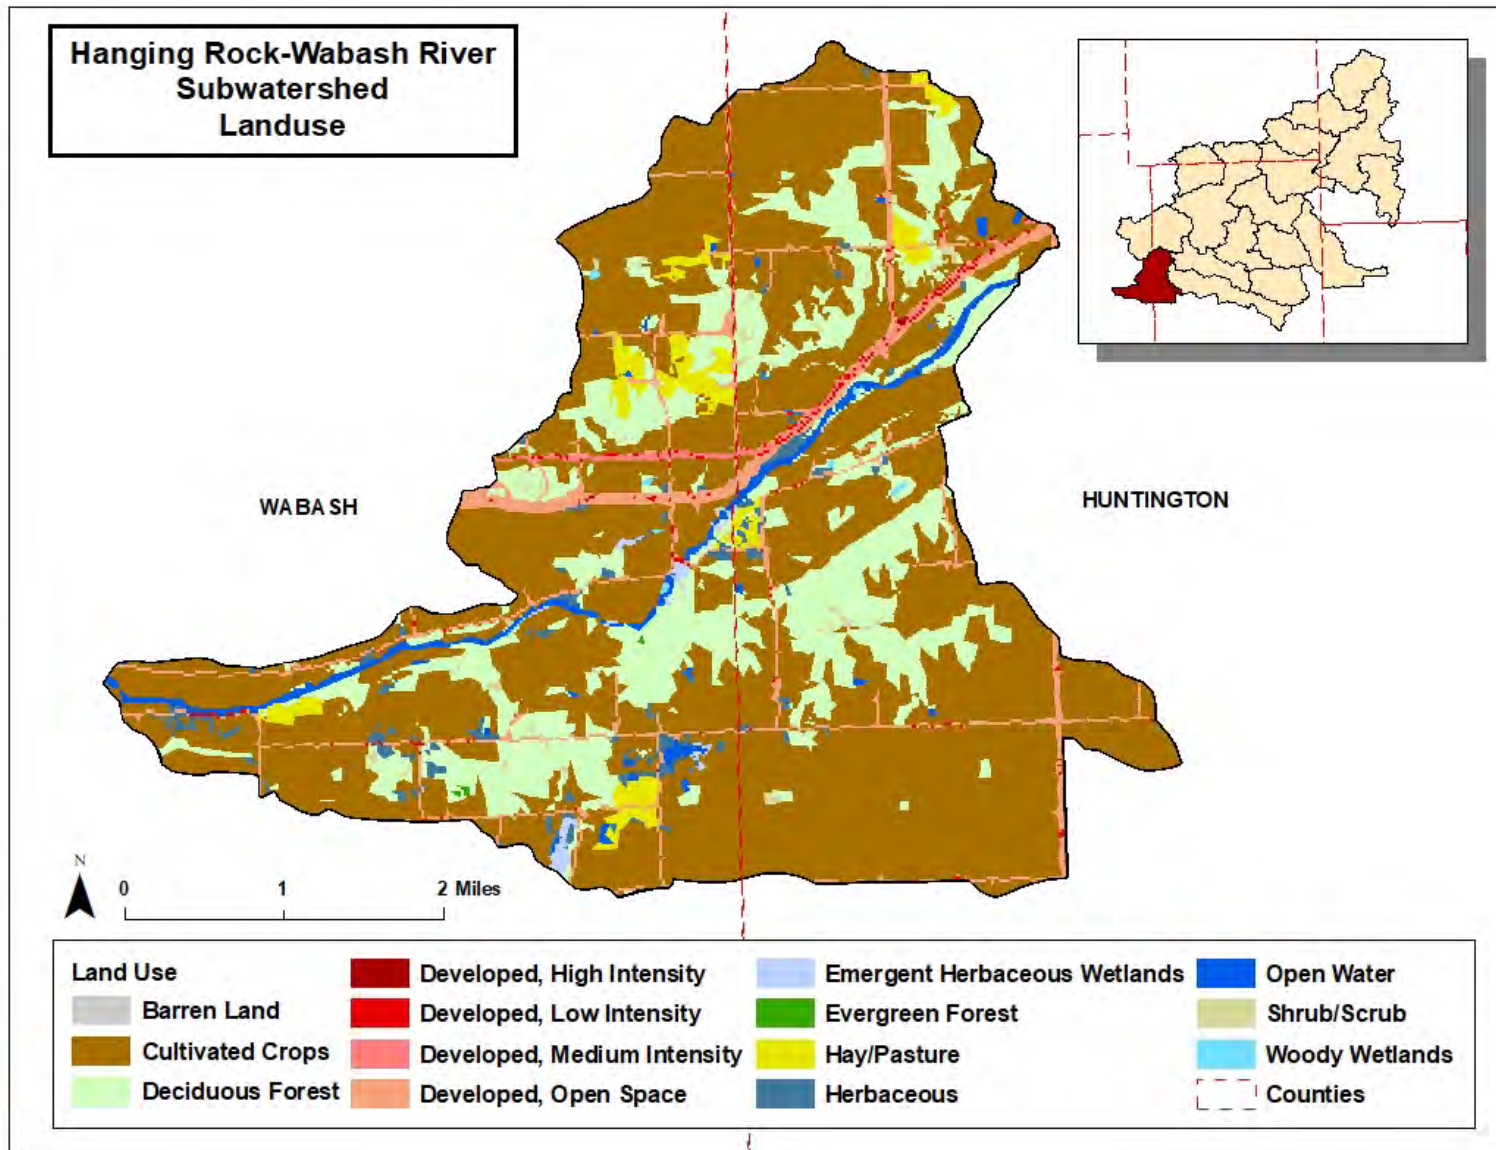 Hanging Rock-Wabash River
Subwatershed
Landuse
WABASH
HUNTINGTON
N
0 1 2 Miles
Land Use
Barren Land
Cultivated Crops
Deciduous Forest
Developed, High Intensity
Developed, Low Intensity
Developed, Medium Intensity
Developed, Open Space
Emergent Herbaceous Wetlands
Evergreen Forest
Hay/Pasture
Herbaceous
Open Water
Shrub/Scrub
Woody Wetlands
Counties